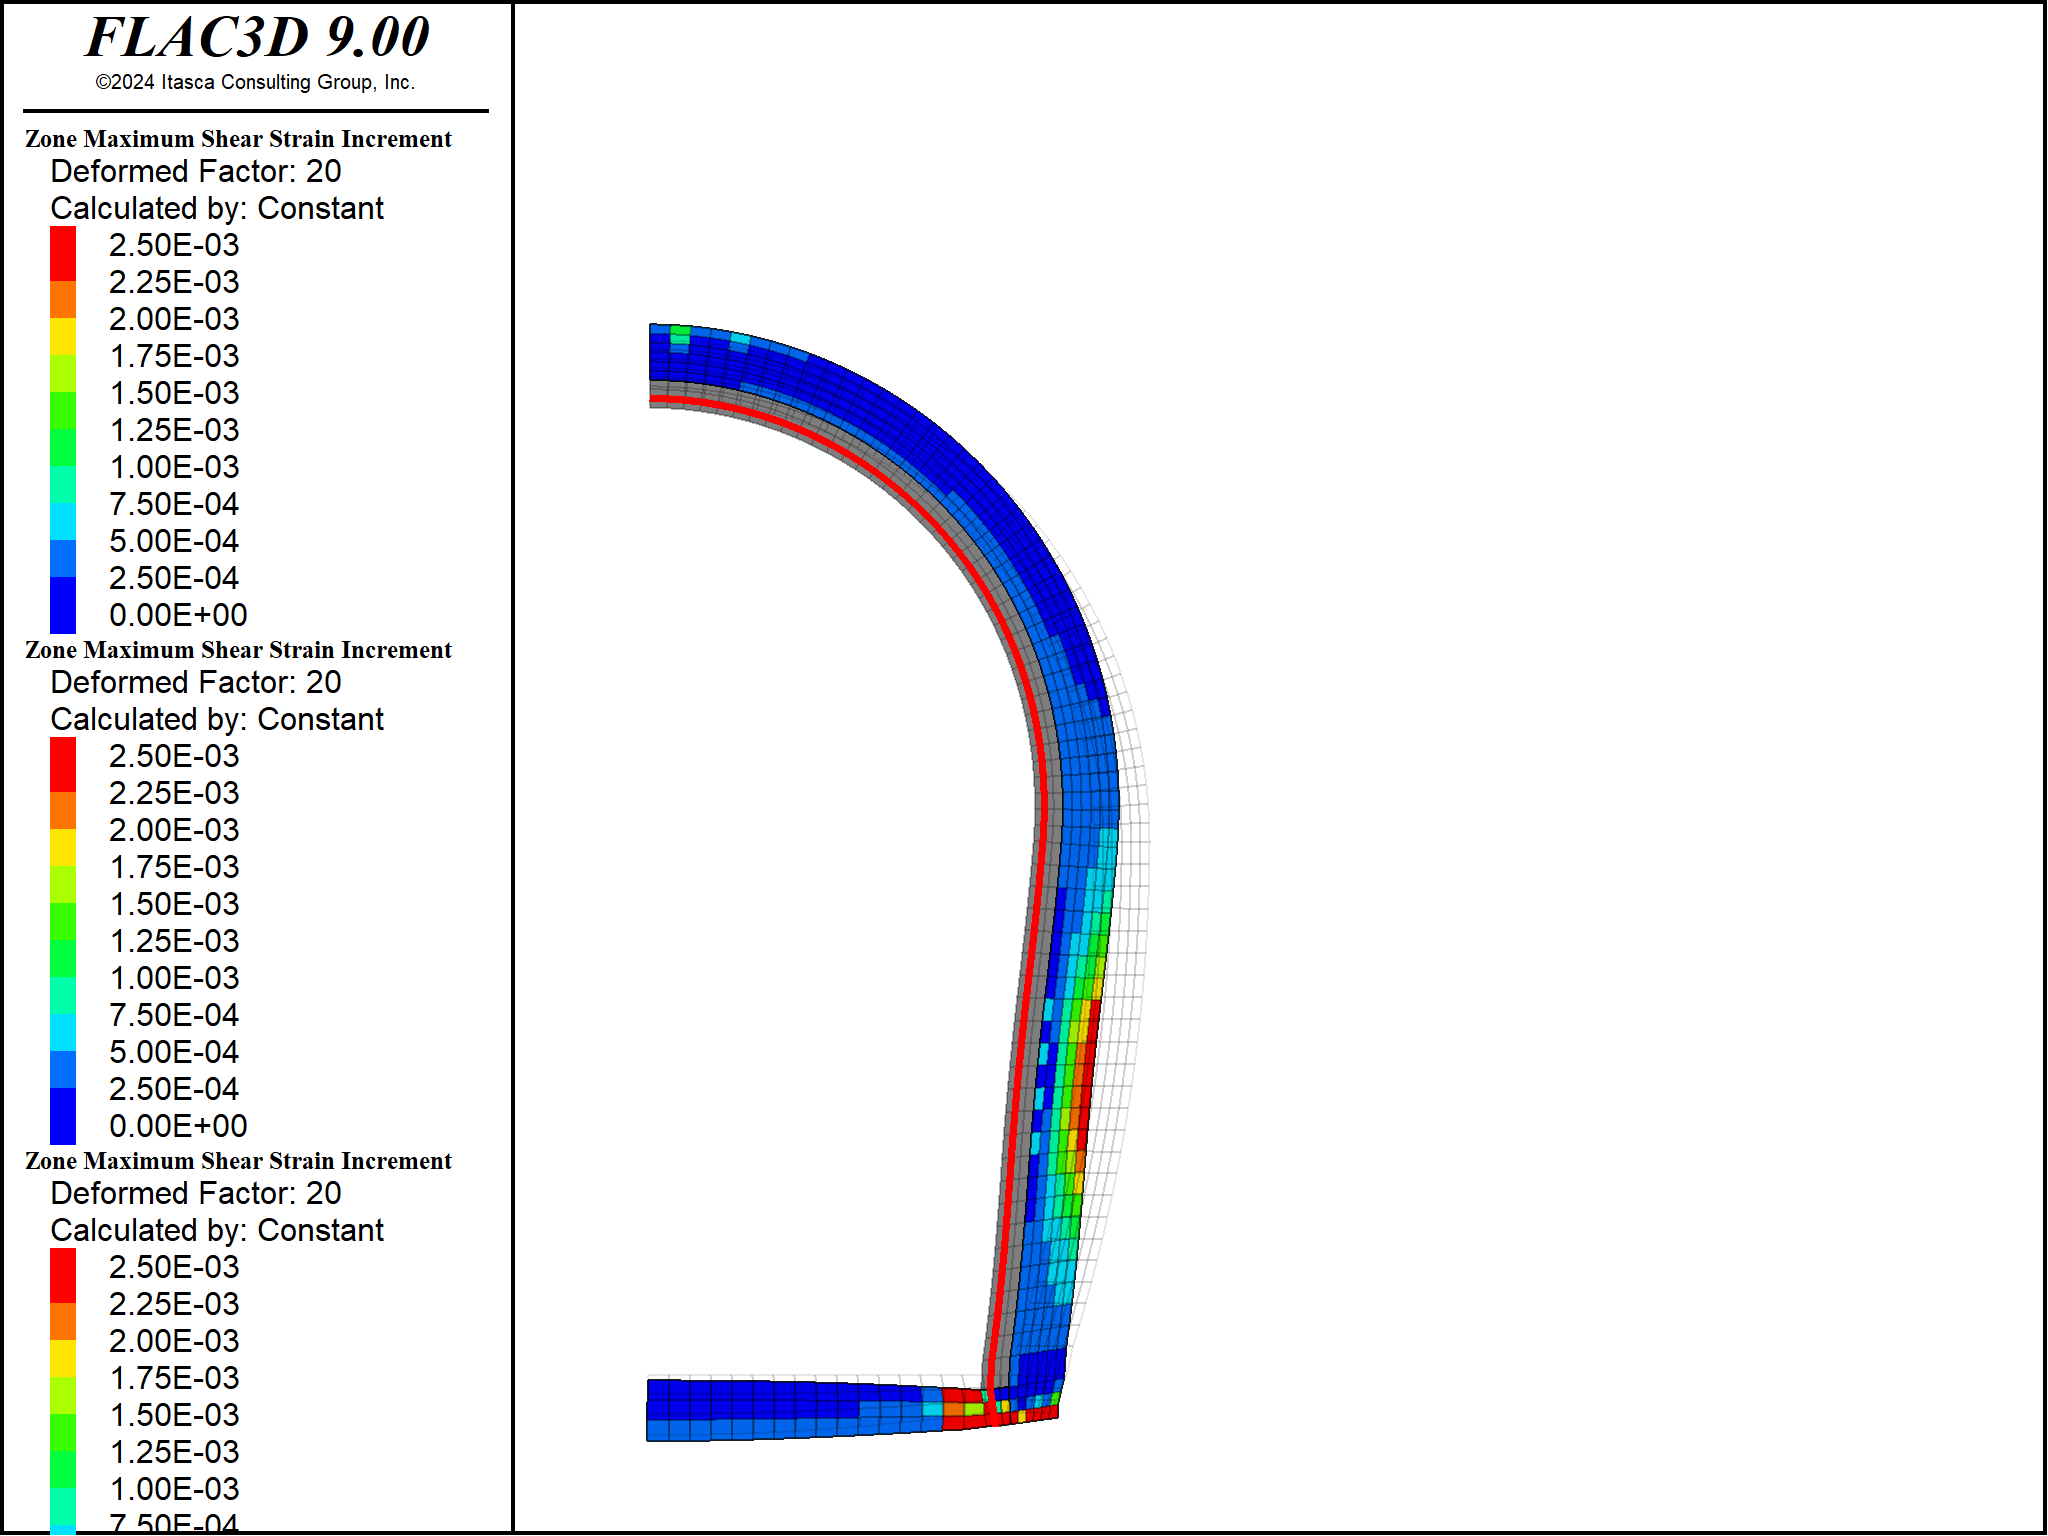 FLAC3D 9.00
©2024 Itasca Consulting Group, Inc.
Zone Maximum Shear Strain Increment
Deformed Factor: 20
Calculated by: Constant
2.50E-03
2.25E-03
2.00E-03
1.75E-03
1.50E-03
1.25E-03
1.00E-03
7.50E-04
5.00E-04
2.50E-04
0.00E+00
Zone Maximum Shear Strain Increment
Deformed Factor: 20
Calculated by: Constant
2.50E-03
2.25E-03
2.00E-03
1.75E-03
1.50E-03
1.25E-03
1.00E-03
7.50E-04
5.00E-04
2.50E-04
0.00E+00
Zone Maximum Shear Strain Increment
Deformed Factor: 20
Calculated by: Constant
2.50E-03
2.25E-03
2.00E-03
1.75E-03
1.50E-03
1.25E-03
1.00E-03
7.50E-04